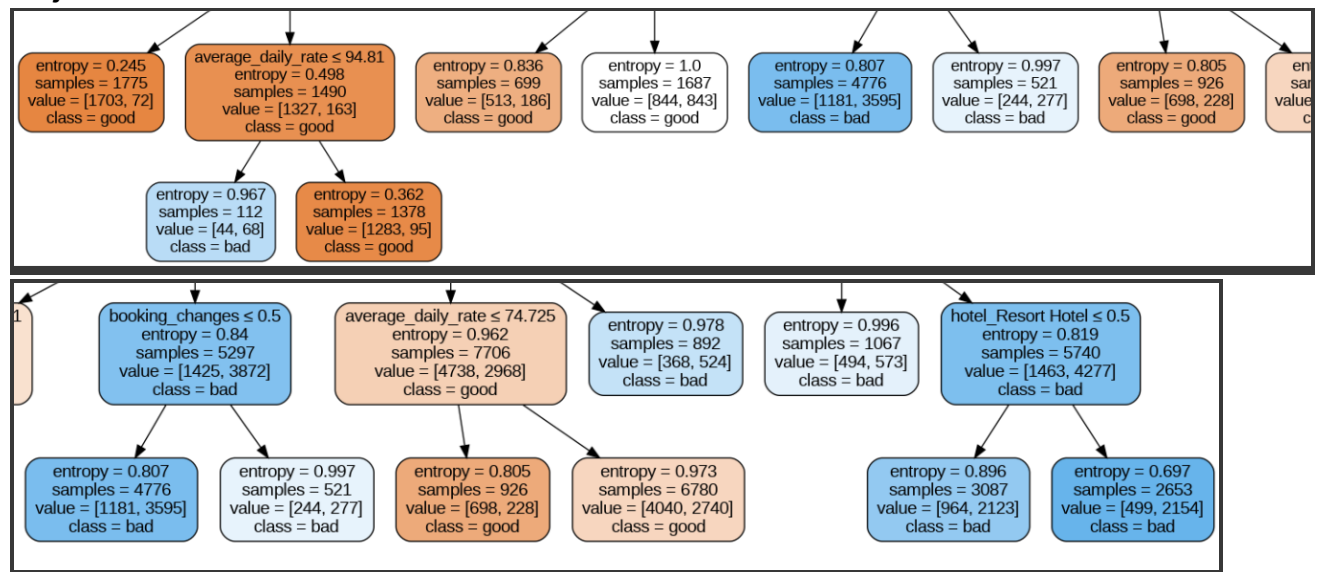 entropy = 0.245
samples = 1775
value = [1703, 72]
class = good
average_daily_rate ≤ 94.81
entropy = 0.498
samples = 1490
value = [1327, 163]
class = good
entropy = 0.836
samples = 699
value = [513, 186]
class = good
entropy = 1.0
samples = 1687
value = [844, 843]
class = good
entropy = 0.807
samples = 4776
value = [1181, 3595]
class = bad
entropy = 0.997
samples = 521
value = [244, 277]
class = bad
entropy = 0.805
samples = 926
value = [698, 228]
class = good
entropy = 0.967
samples = 112
value = [44, 68]
class = bad
entropy = 0.362
samples = 1378
value = [1283, 95]
class = good
1
booking_changes ≤ 0.5
entropy = 0.84
samples = 5297
value = [1425, 3872]
class = bad
average_daily_rate ≤ 74.725
entropy = 0.962
samples = 7706
value = [4738, 2968]
class = good
entropy = 0.978
samples = 892
value = [368, 524]
class = bad
entropy = 0.996
samples = 1067
value = [494, 573]
class = bad
hotel_Resort Hotel ≤ 0.5
entropy = 0.819
samples = 5740
value = [1463, 4277]
class = bad
entropy = 0.807
samples = 4776
value = [1181, 3595]
class = bad
entropy = 0.997
samples = 521
value = [244, 277]
class = bad
entropy = 0.805
samples = 926
value = [698, 228]
class = good
entropy = 0.973
samples = 6780
value = [4040, 2740]
class = good
entropy = 0.896
samples = 3087
value = [964, 2123]
class = bad
entropy = 0.697
samples = 2653
value = [499, 2154]
class = bad